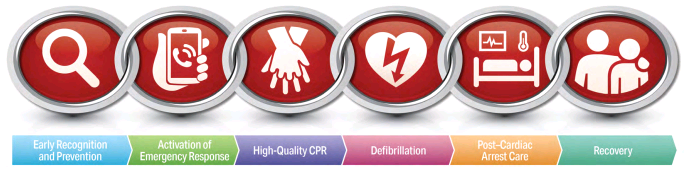 Early Recognition
and Prevention
Activation of
Emergency Response
High-Quality CPR
Defibrillation
Post-Cardiac
Arrest Care
Recovery